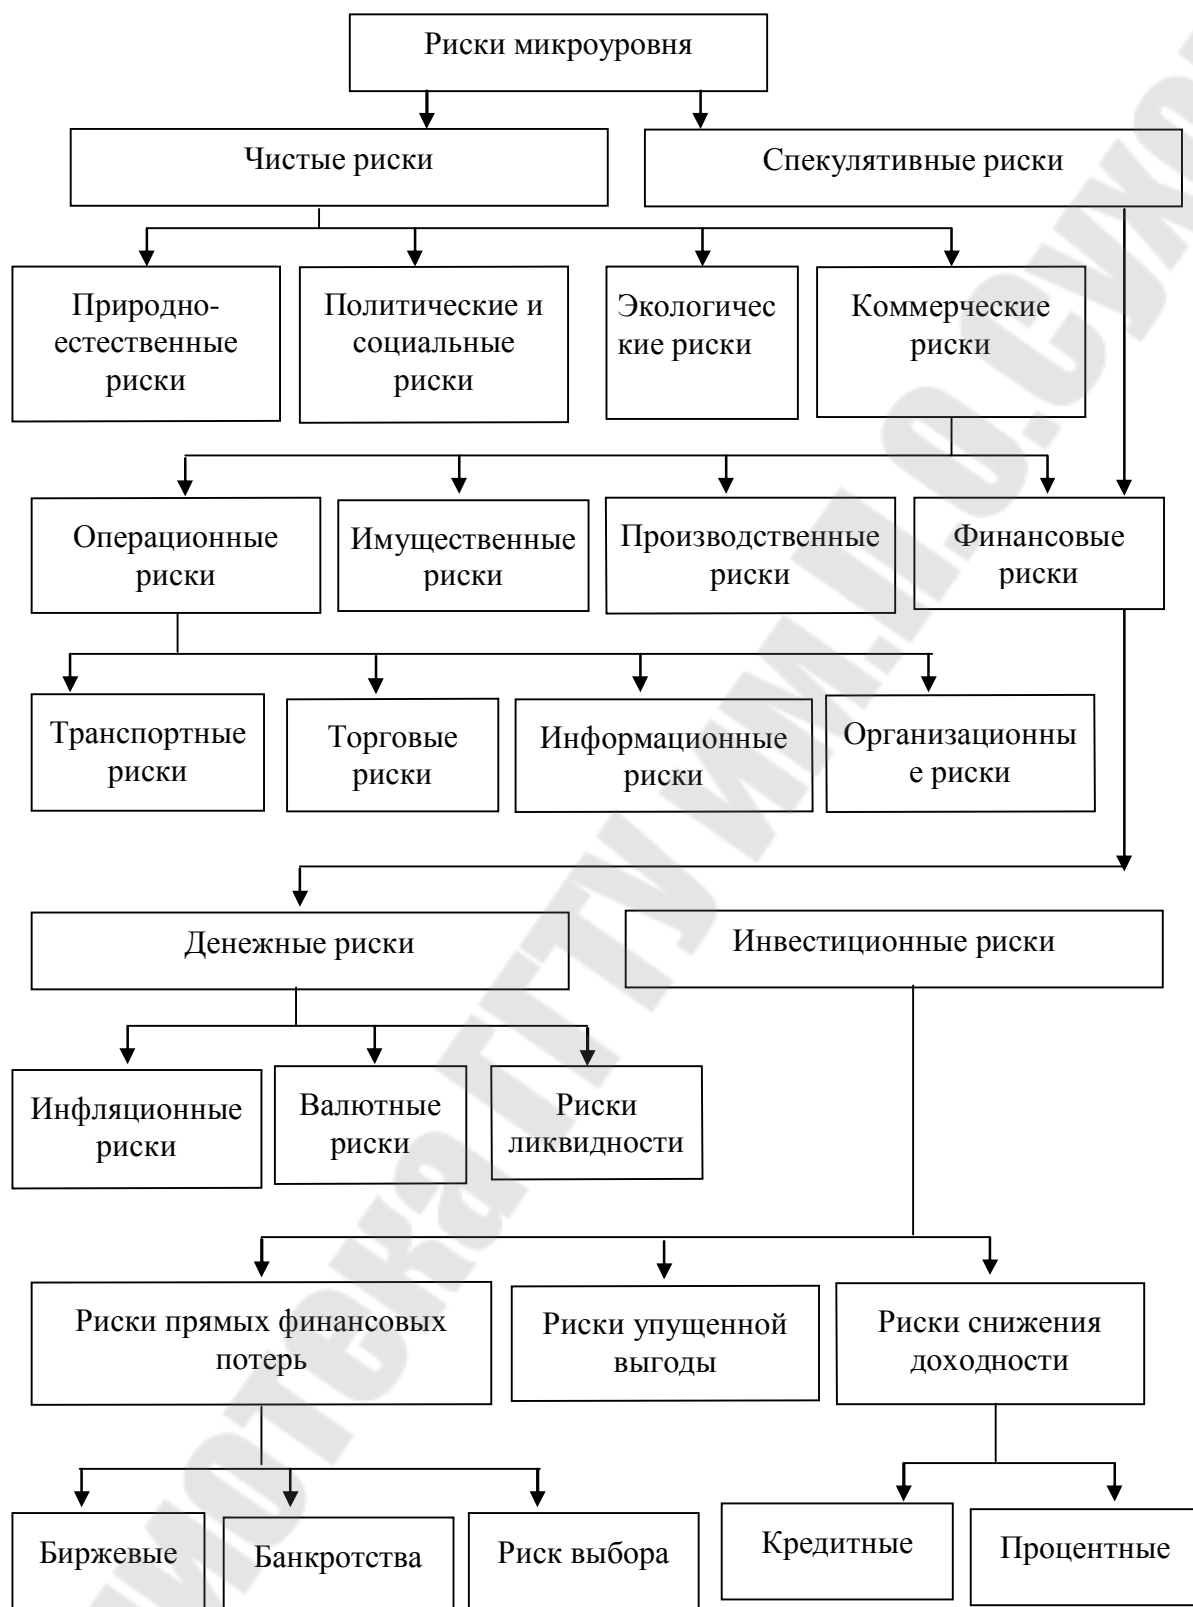 Риски микроуровня
Чистые риски
Спекулятивные риски
Природно-
естественные
риски
Политические и
социальные
риски
Экологичес
кие риски
Коммерческие
риски
Операционные
риски
Имущественные
риски
Производственные
риски
Финансовые
риски
Транспортные
риски
Торговые
риски
Информационные
риски
Организационны
е риски
Денежные риски
Инвестиционные риски
Инфляционные
риски
Валютные
риски
Риски
ликвидности
Риски прямых финансовых
потерь
Риски упущенной
выгоды
Риски снижения
доходности
Биржевые
Банкротства
Риск выбора
Кредитные
Процентные